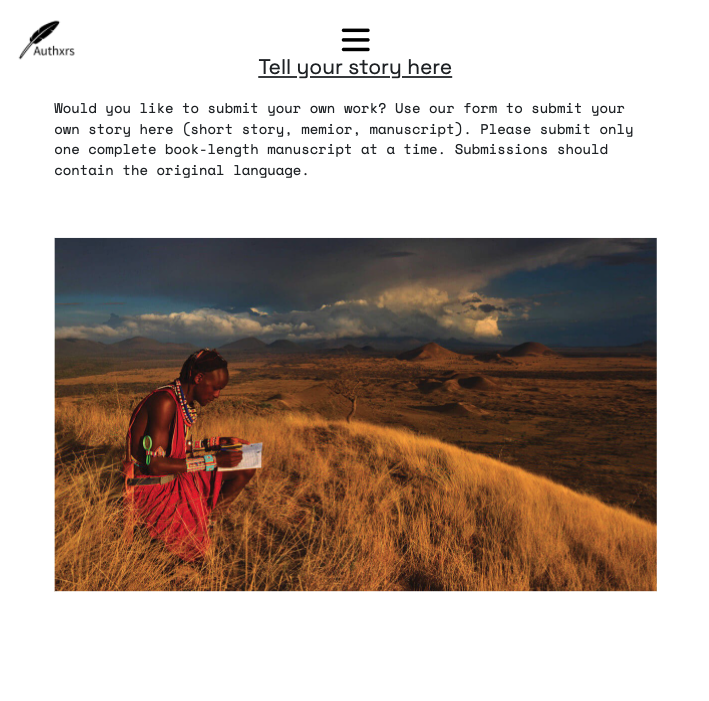 Authxrs
Tell your story here
Would you like to submit your own work? Use our form to submit your
own story here (short story, memior, manuscript). Please submit only
one complete book-length manuscript at a time. Submissions should
contain the original language.